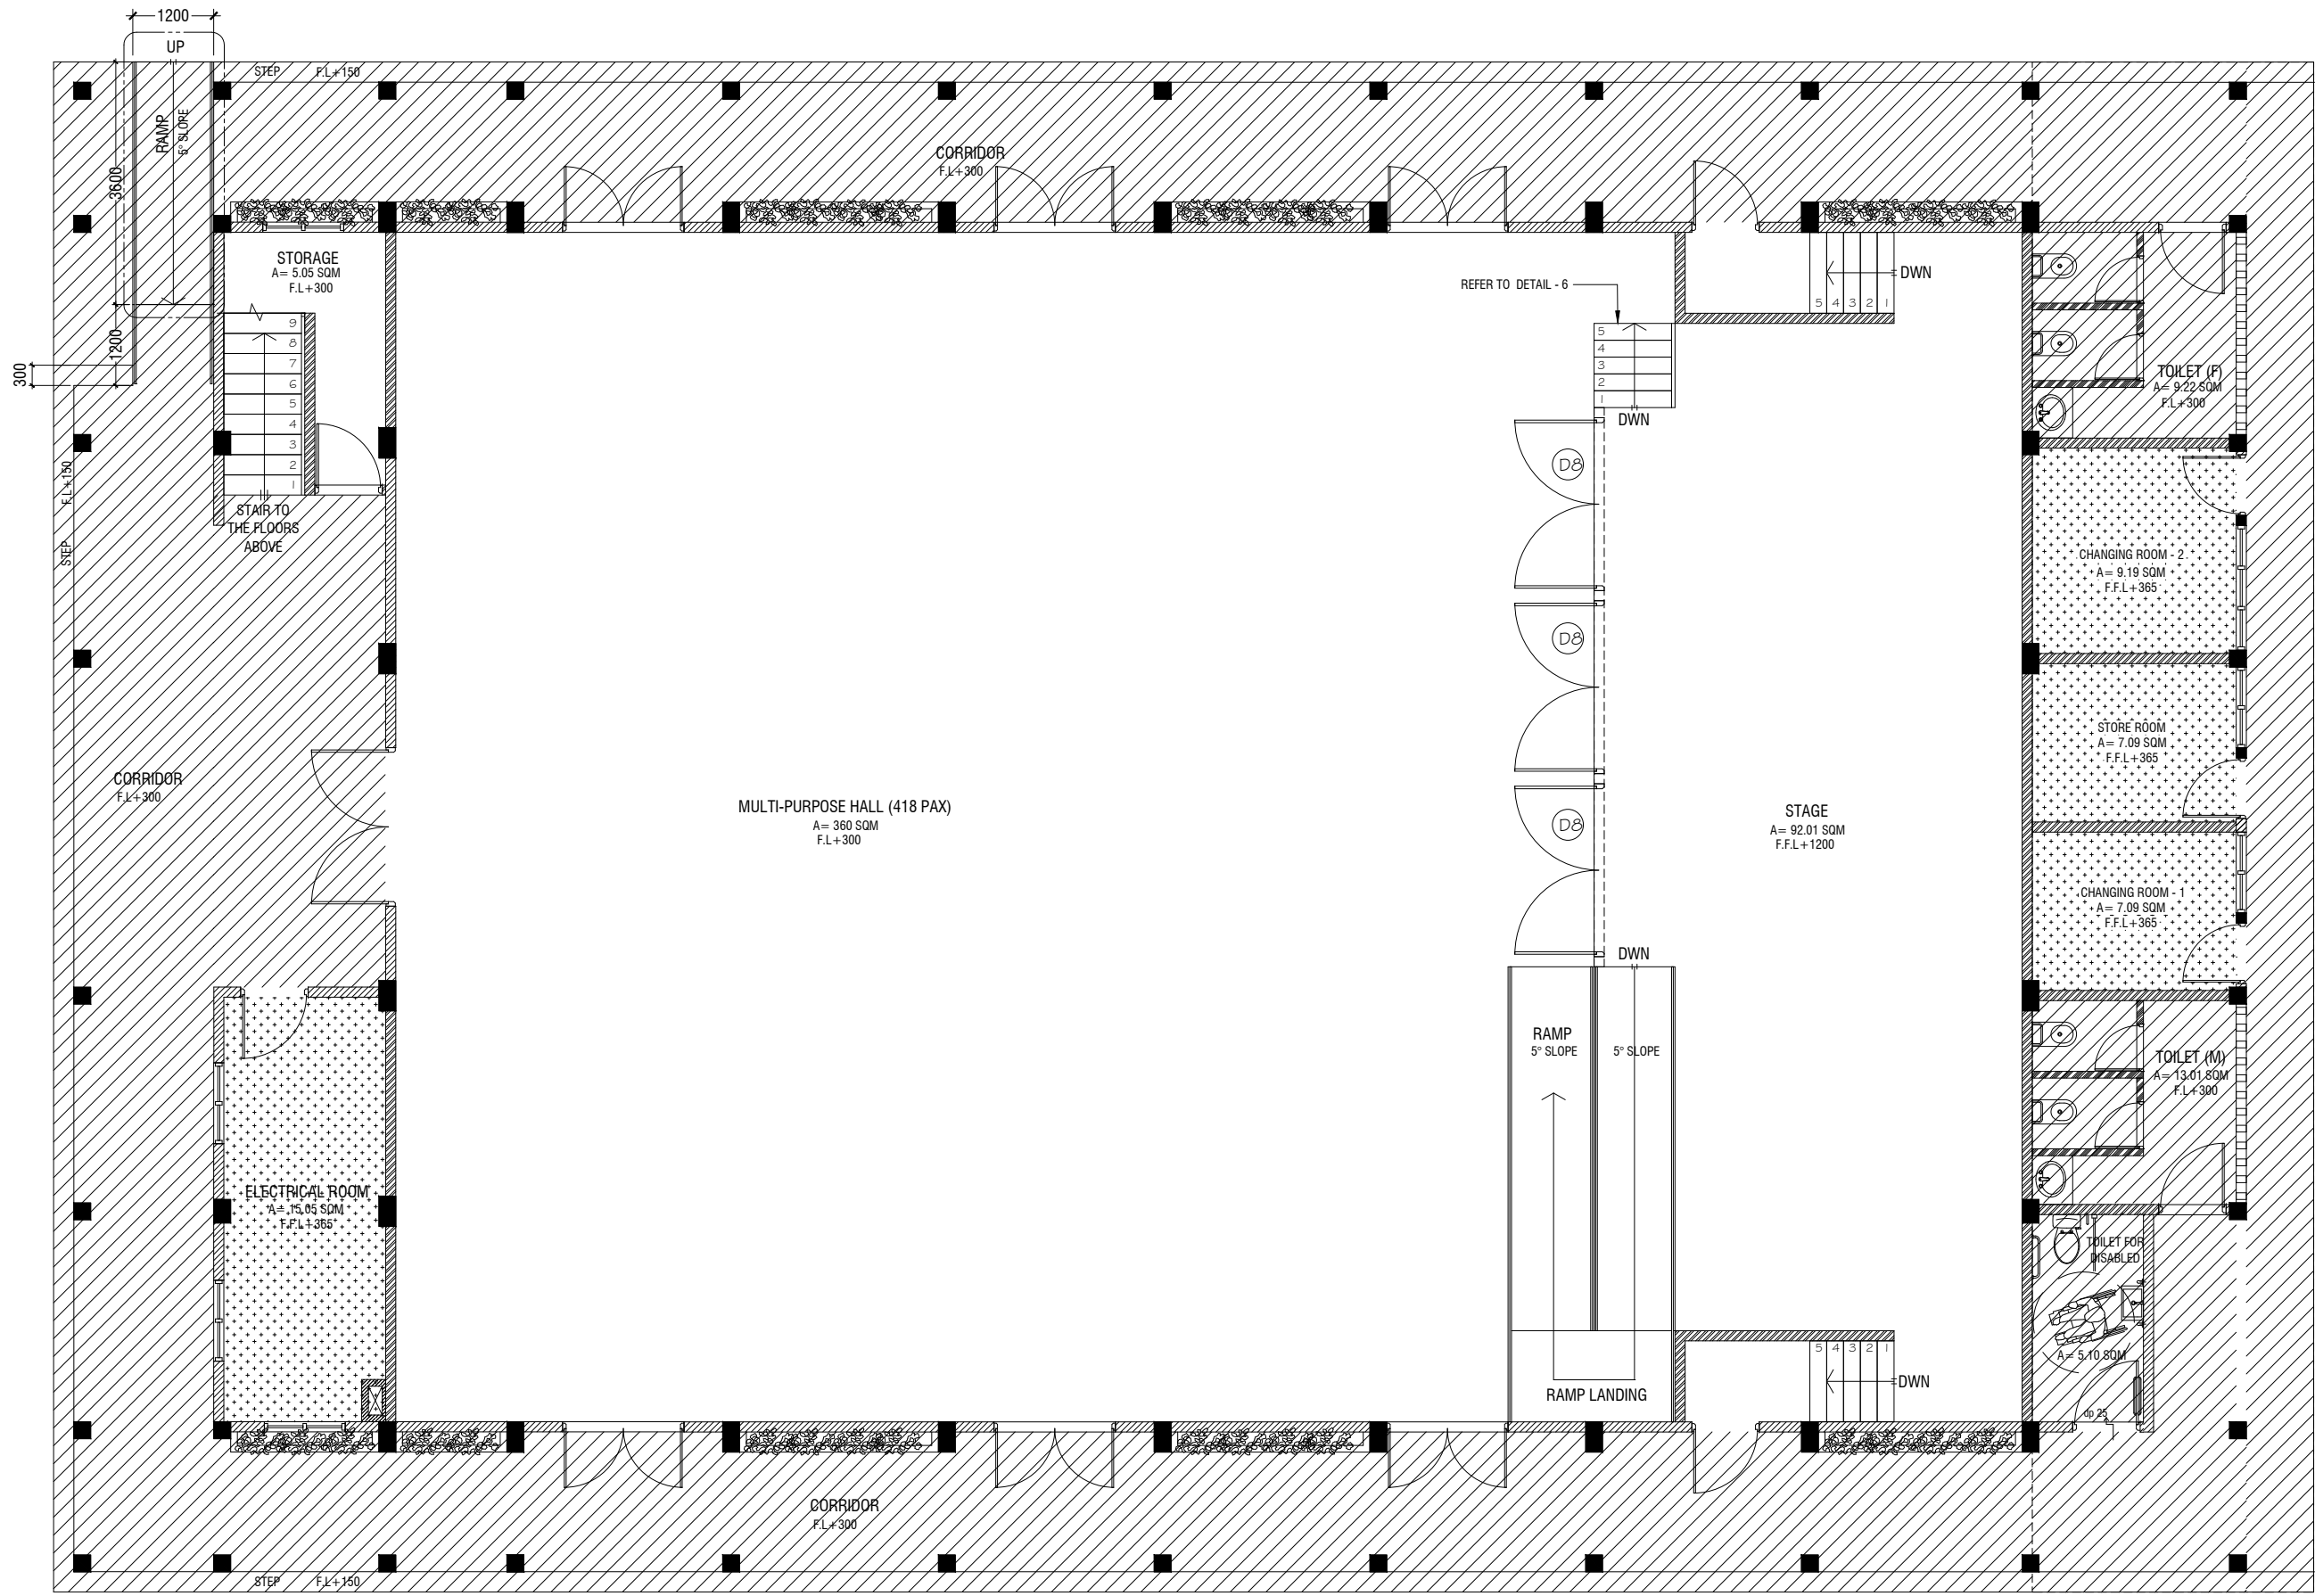 1200
UP
STEP F.L+150
RAMP
5° SLOPE
3600
1200
300
CORRIDOR
F.L+300
STORAGE
A= 5.05 SQM
F.L+300
9
8
7
6
5
4
3
2
1
STAIR TO
THE FLOORS
ABOVE
STEP F.L+150
REFER TO DETAIL - 6
5
4
3
2
1
DWN
5 4 3 2 1
DWN
TOILET (F)
A= 9.22 SQM
F.L+300
D8
D8
D8
CHANGING ROOM - 2
A= 9.19 SQM
F.F.L+365
STORE ROOM
A= 7.09 SQM
F.F.L+365
CHANGING ROOM - 1
A= 7.09 SQM
F.F.L+365
CORRIDOR
F.L+300
MULTI-PURPOSE HALL (418 PAX)
A= 360 SQM
F.L+300
STAGE
A= 92.01 SQM
F.F.L+1200
DWN
RAMP
5° SLOPE
5° SLOPE
RAMP LANDING
TOILET (M)
A= 13.01 SQM
F.L+300
ELECTRICAL ROOM
A= 15.05 SQM
F.F.L+365
TOILET FOR
DISABLED
A= 5.10 SQM
dp 25
5 4 3 2 1
DWN
CORRIDOR
F.L+300
STEP F.L+150